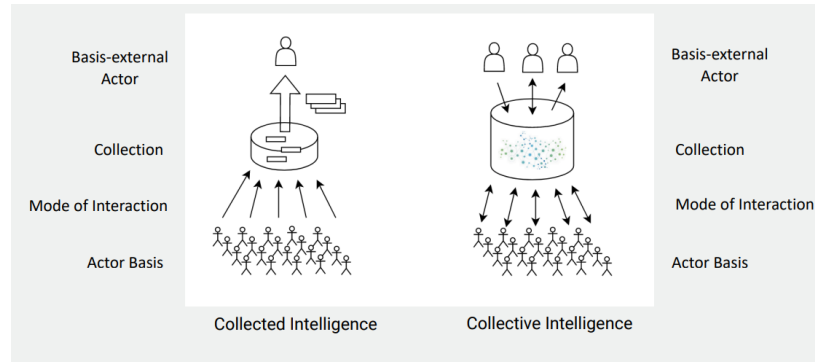 Basis-external
Actor
Collection
Mode of Interaction
Actor Basis
Collected Intelligence
Collective Intelligence
Basis-external
Actor
Collection
Mode of Interaction
Actor Basis